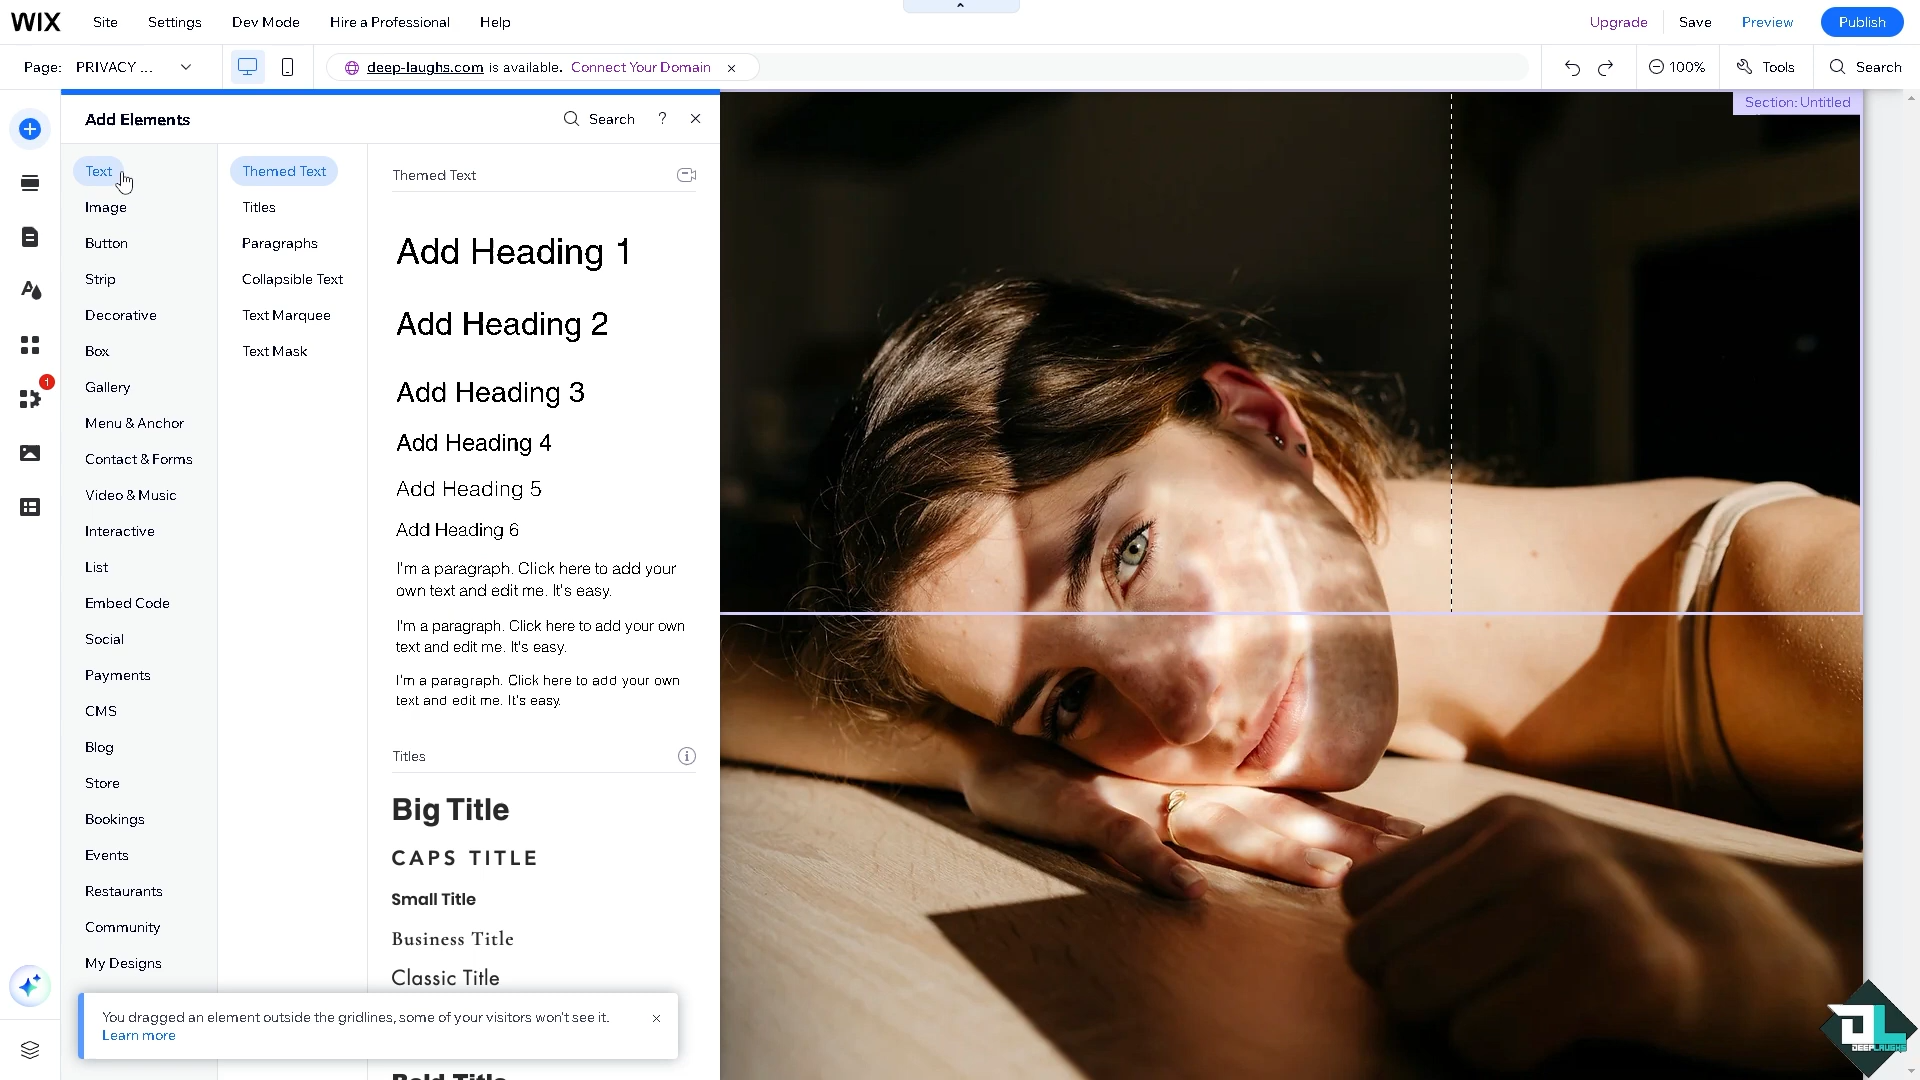 WIX Site Settings Dev Mode Hire a Professional Help Upgrade Save Preview Publish
Page: PRIVACY ... deep-laughs.com is available. Connect Your Domain 100% Tools Search
Add Elements Search ?
Section: Untitled
1
Text
Image
Button
Strip
Decorative
Box
Gallery
Menu & Anchor
Contact & Forms
Video & Music
Interactive
List
Embed Code
Social
Payments
CMS
Blog
Store
Bookings
Events
Restaurants
Community
My Designs
Themed Text
Titles
Paragraphs
Collapsible Text
Text Marquee
Text Mask
Themed Text
Add Heading 1
Add Heading 2
Add Heading 3
Add Heading 4
Add Heading 5
Add Heading 6
I'm a paragraph. Click here to add your
own text and edit me. It's easy.
I'm a paragraph. Click here to add your own
text and edit me. It's easy.
I'm a paragraph. Click here to add your own
text and edit me. It's easy.
Titles
Big Title
CAPS TITLE
Small Title
Business Title
Classic Title
You dragged an element outside the gridlines, some of your visitors won't see it.
Learn more
Bold Title
DL
DEEPLAUGHS